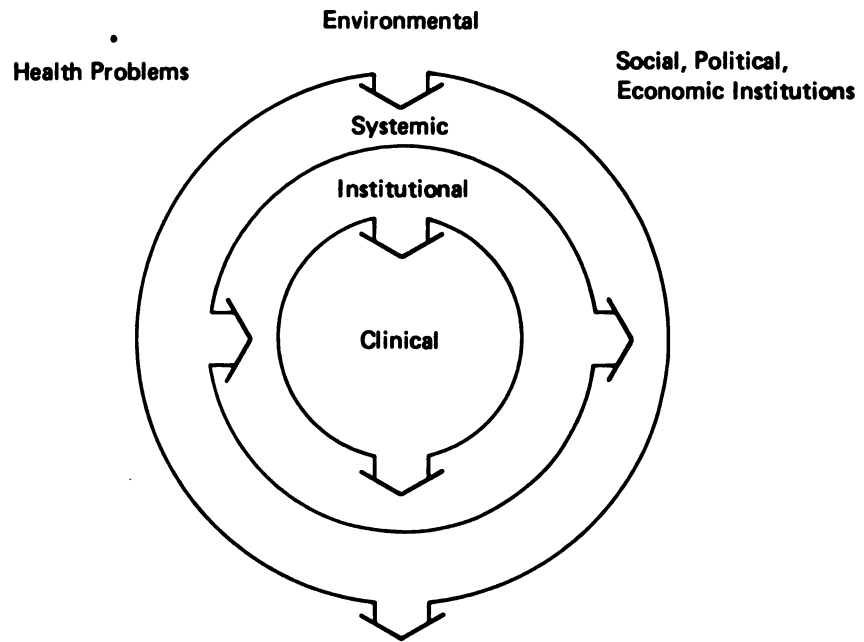 Environmental
Health Problems
Social, Political,
Economic Institutions
Systemic
Institutional
Clinical